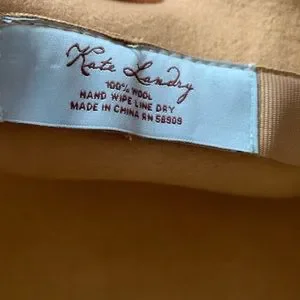 Kate Landry
100% WOOL
HAND WIPE LINE DRY
MADE IN CHINA RN 58909